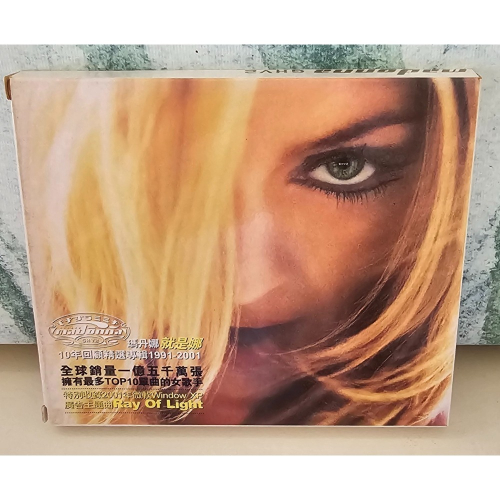 madonna GHV2
madonna
GHV2
瑪丹娜 就是娜
10年回顧精選專輯1991-2001
全球銷量一億五千萬張
擁有最多TOP10單曲的女歌手
特別收錄2001年微軟Window XP
廣告主題曲Ray Of Light